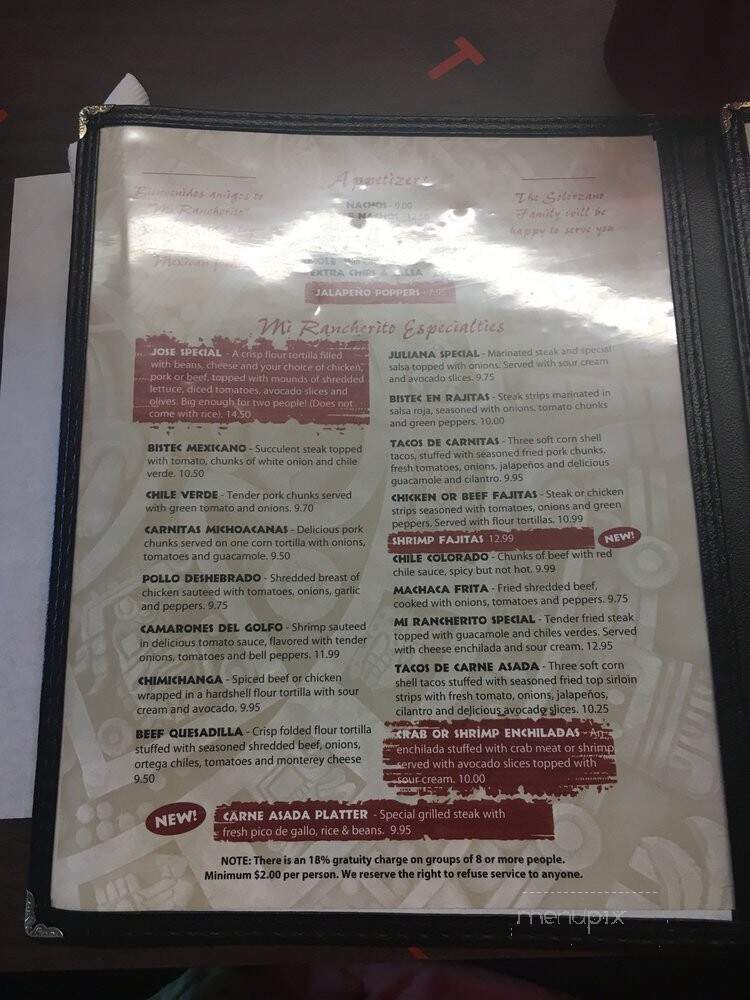 Appetizers
Bienvenidos amigos to
"Mi Rancherito"
The Solorzano
Family will be
happy to serve you
NACHOS 9.00
EXTRA CHIPS & SALSA
JALAPEÑO POPPERS 7.95
Mi Rancherito Especialties
JOSE SPECIAL - A crisp flour tortilla filled
with beans, cheese and your choice of chicken,
pork or beef, topped with mounds of shredded
lettuce, diced tomatoes, avocado slices and
olives. Big enough for two people! (Does not
come with rice). 14.50
BISTEC MEXICANO - Succulent steak topped
with tomato, chunks of white onion and chile
verde. 10.50
CHILE VERDE - Tender pork chunks served
with green tomato and onions. 9.70
CARNITAS MICHOACANAS - Delicious pork
chunks served on one corn tortilla with onions,
tomatoes and guacamole. 9.50
POLLO DESHEBRADO - Shredded breast of
chicken sauteed with tomatoes, onions, garlic
and peppers. 9.75
CAMARONES DEL GOLFO - Shrimp sauteed
in delicious tomato sauce, flavored with tender
onions, tomatoes and bell peppers. 11.99
CHIMICHANGA - Spiced beef or chicken
wrapped in a hardshell flour tortilla with sour
cream and avocado. 9.95
BEEF QUESADILLA - Crisp folded flour tortilla
stuffed with seasoned shredded beef, onions,
ortega chiles, tomatoes and monterey cheese
9.50
JULIANA SPECIAL - Marinated steak and special
salsa topped with onions. Served with sour cream
and avocado slices. 9.75
BISTEC EN RAJITAS - Steak strips marinated in
salsa roja, seasoned with onions, tomato chunks
and green peppers. 10.00
TACOS DE CARNITAS - Three soft corn shell
tacos, stuffed with seasoned fried pork chunks,
fresh tomatoes, onions, jalapeños and delicious
guacamole and cilantro. 9.95
CHICKEN OR BEEF FAJITAS - Steak or chicken
strips seasoned with tomatoes, onions and green
peppers. Served with flour tortillas. 10.99
SHRIMP FAJITAS 12.99 NEW!
CHILE COLORADO - Chunks of beef with red
chile sauce, spicy but not hot. 9.99
MACHACA FRITA - Fried shredded beef,
cooked with onions, tomatoes and peppers. 9.75
MI RANCHERITO SPECIAL - Tender fried steak
topped with guacamole and chiles verdes. Served
with cheese enchilada and sour cream. 12.95
TACOS DE CARNE ASADA - Three soft corn
shell tacos stuffed with seasoned fried top sirloin
strips with fresh tomato, onions, jalapeños,
cilantro and delicious avocado slices. 10.25
CRAB OR SHRIMP ENCHILADAS - An
enchilada stuffed with crab meat or shrimp
served with avocado slices topped with
sour cream. 10.00
NEW! CARNE ASADA PLATTER - Special grilled steak with
fresh pico de gallo, rice & beans. 9.95
NOTE: There is an 18% gratuity charge on groups of 8 or more people.
Minimum $2.00 per person. We reserve the right to refuse service to anyone.
menupix